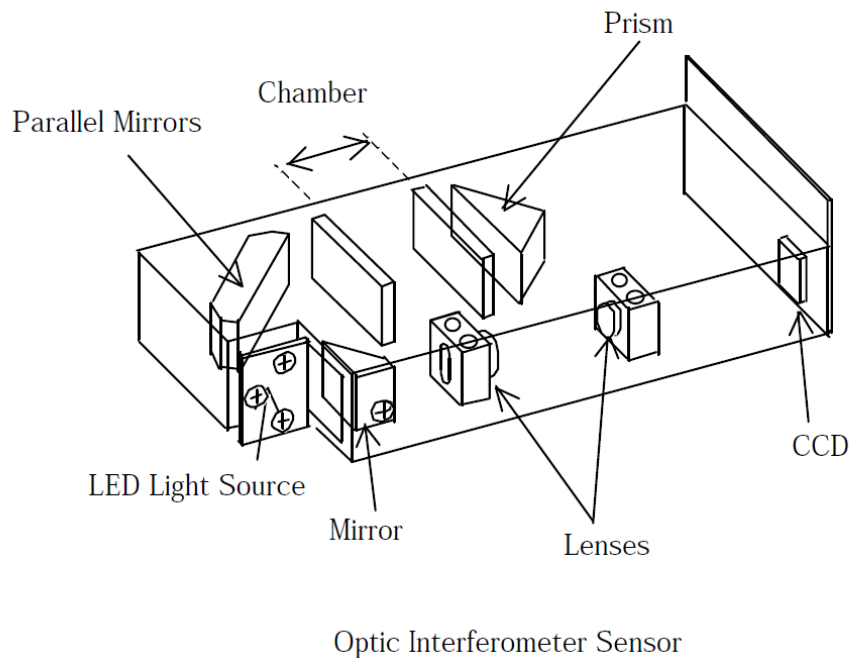 Prism
Chamber
Parallel Mirrors
CCD
LED Light Source
Mirror
Lenses
Optic Interferometer Sensor